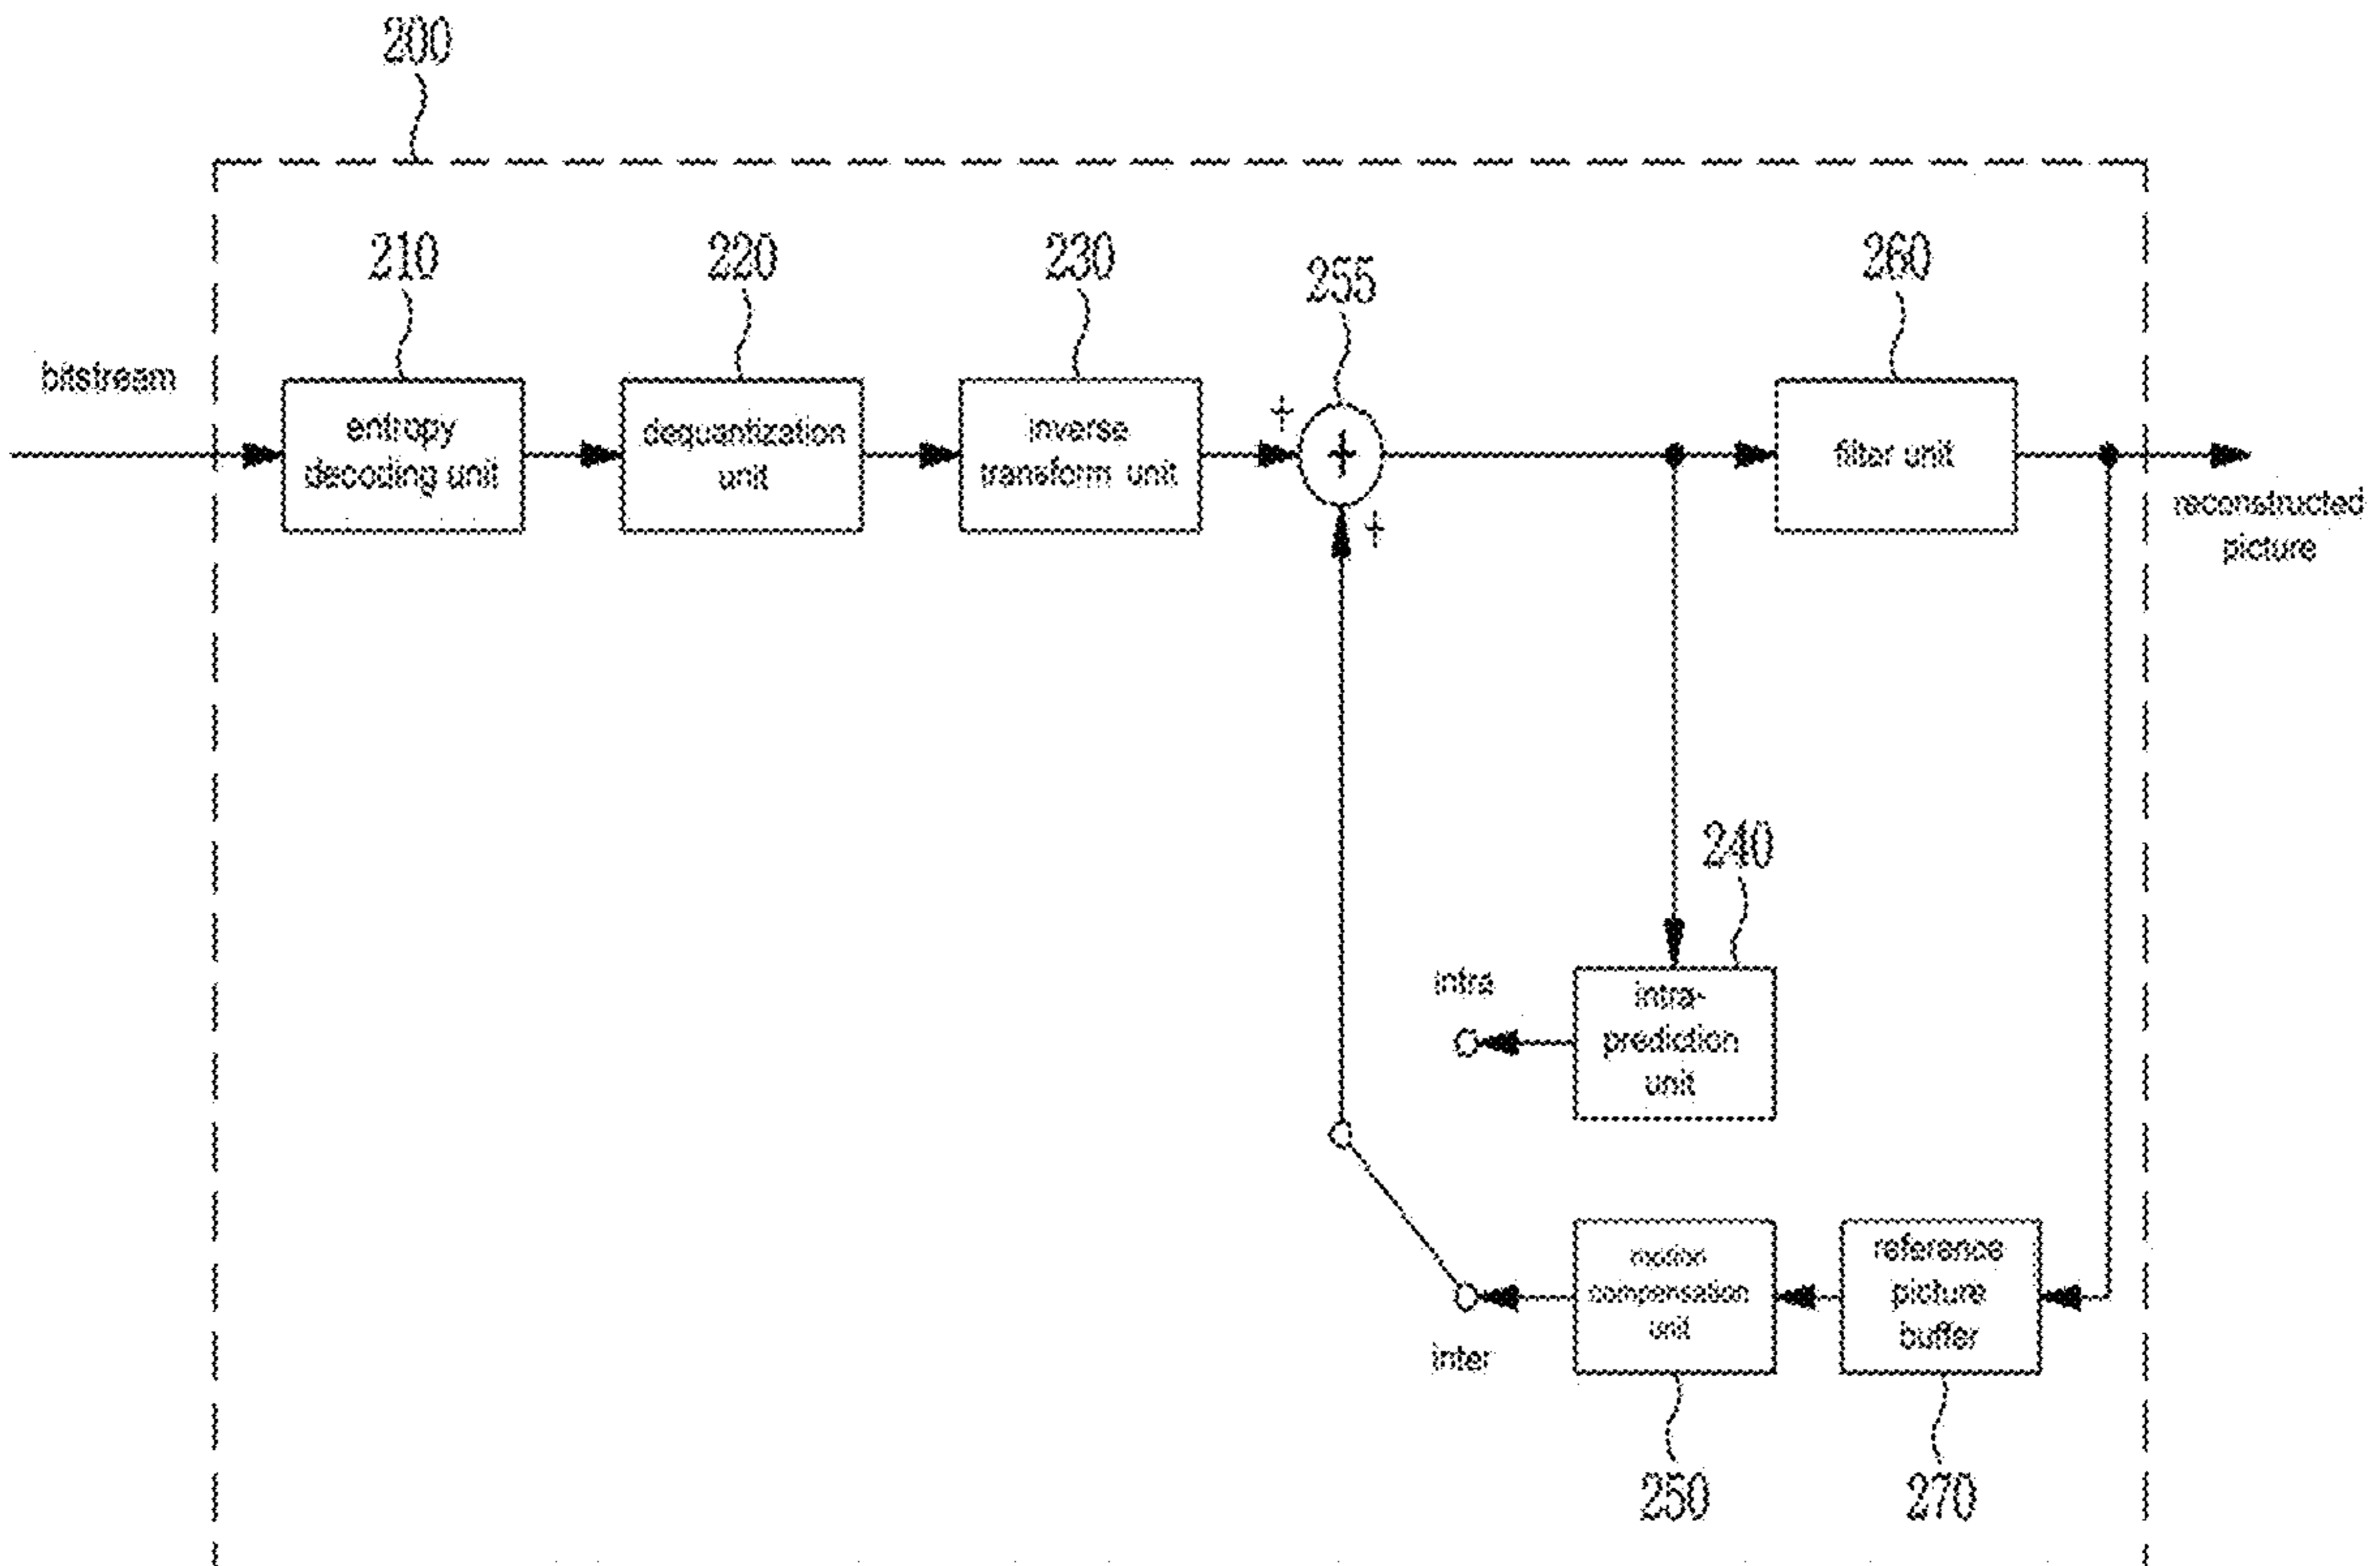 200
210
220
230
255
260
bitstream
entropy
decoding unit
dequantization
unit
inverse
transform unit
+
+
+
filter unit
reconstructed
picture
240
intra
intra-
prediction
unit
inter
motion
compensation
unit
reference
picture
buffer
250
270